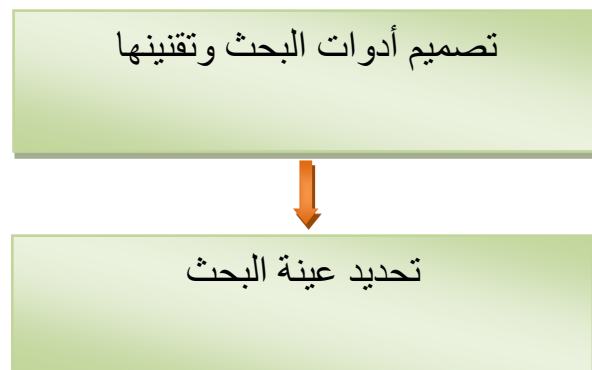 تصميم أدوات البحث وتقنينها
تحديد عينة البحث